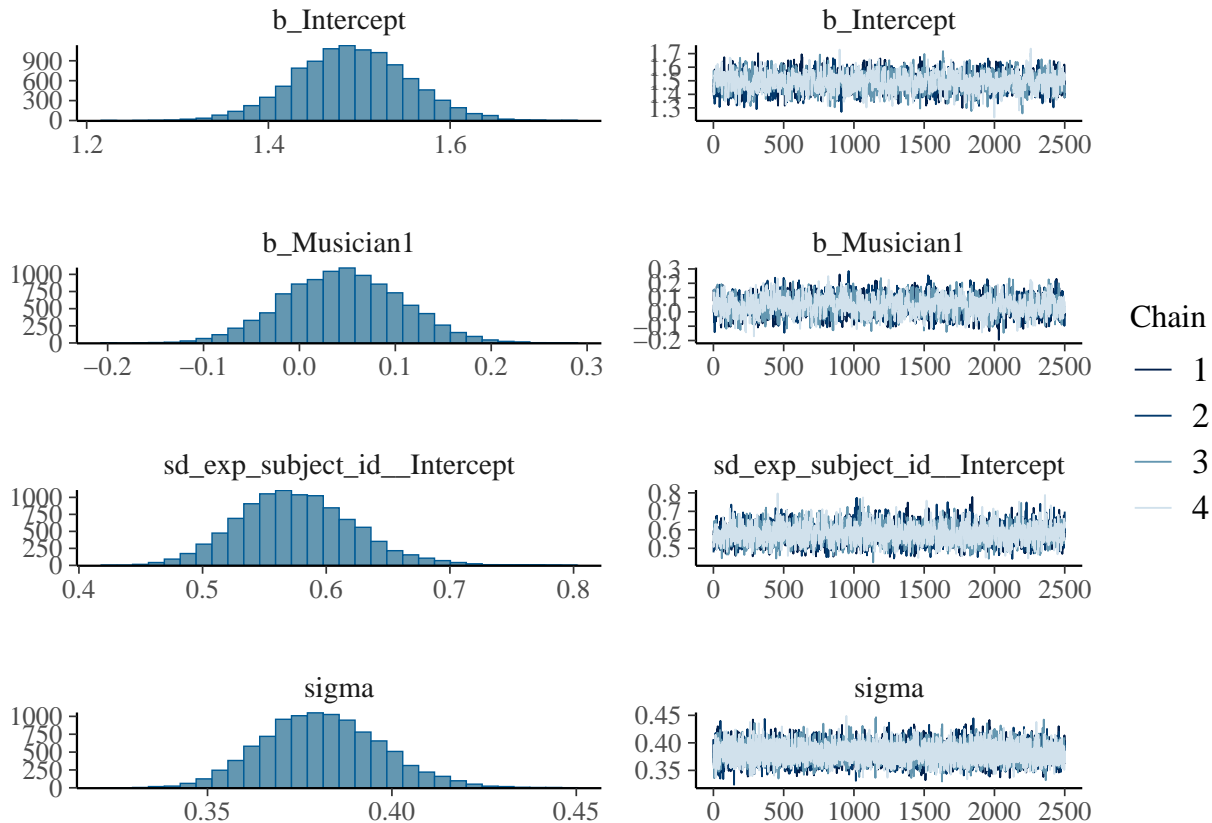 b_Intercept
900
600
300
0
1.2 1.4 1.6
b_Intercept
1.7
1.6
1.5
1.4
1.3
0 500 1000 1500 2000 2500
b_Musician1
1000
750
500
250
0
−0.2 −0.1 0.0 0.1 0.2 0.3
b_Musician1
0.3
0.2
0.1
0.0
−0.1
−0.2
0 500 1000 1500 2000 2500
sd_exp_subject_id__Intercept
1000
750
500
250
0
0.4 0.5 0.6 0.7 0.8
sd_exp_subject_id__Intercept
0.8
0.7
0.6
0.5
0 500 1000 1500 2000 2500
sigma
1000
750
500
250
0
0.35 0.40 0.45
sigma
0.45
0.40
0.35
0 500 1000 1500 2000 2500
Chain
1
2
3
4